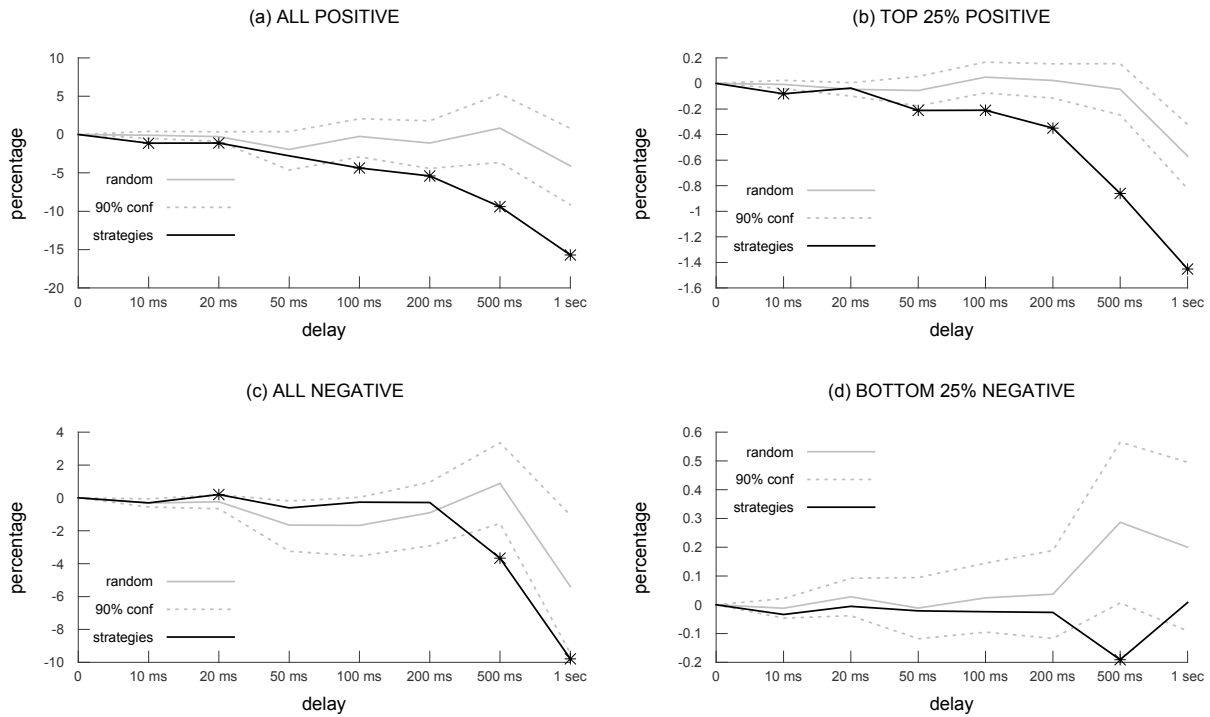 (a) ALL POSITIVE
10
5
0
-5
-10
-15
-20
percentage
random
90% conf
strategies
0 10 ms 20 ms 50 ms 100 ms 200 ms 500 ms 1 sec
delay
(b) TOP 25% POSITIVE
0.2
0
-0.2
-0.4
-0.6
-0.8
-1
-1.2
-1.4
-1.6
percentage
random
90% conf
strategies
0 10 ms 20 ms 50 ms 100 ms 200 ms 500 ms 1 sec
delay
(c) ALL NEGATIVE
4
2
0
-2
-4
-6
-8
-10
percentage
random
90% conf
strategies
0 10 ms 20 ms 50 ms 100 ms 200 ms 500 ms 1 sec
delay
(d) BOTTOM 25% NEGATIVE
0.6
0.5
0.4
0.3
0.2
0.1
0
-0.1
-0.2
percentage
random
90% conf
strategies
0 10 ms 20 ms 50 ms 100 ms 200 ms 500 ms 1 sec
delay